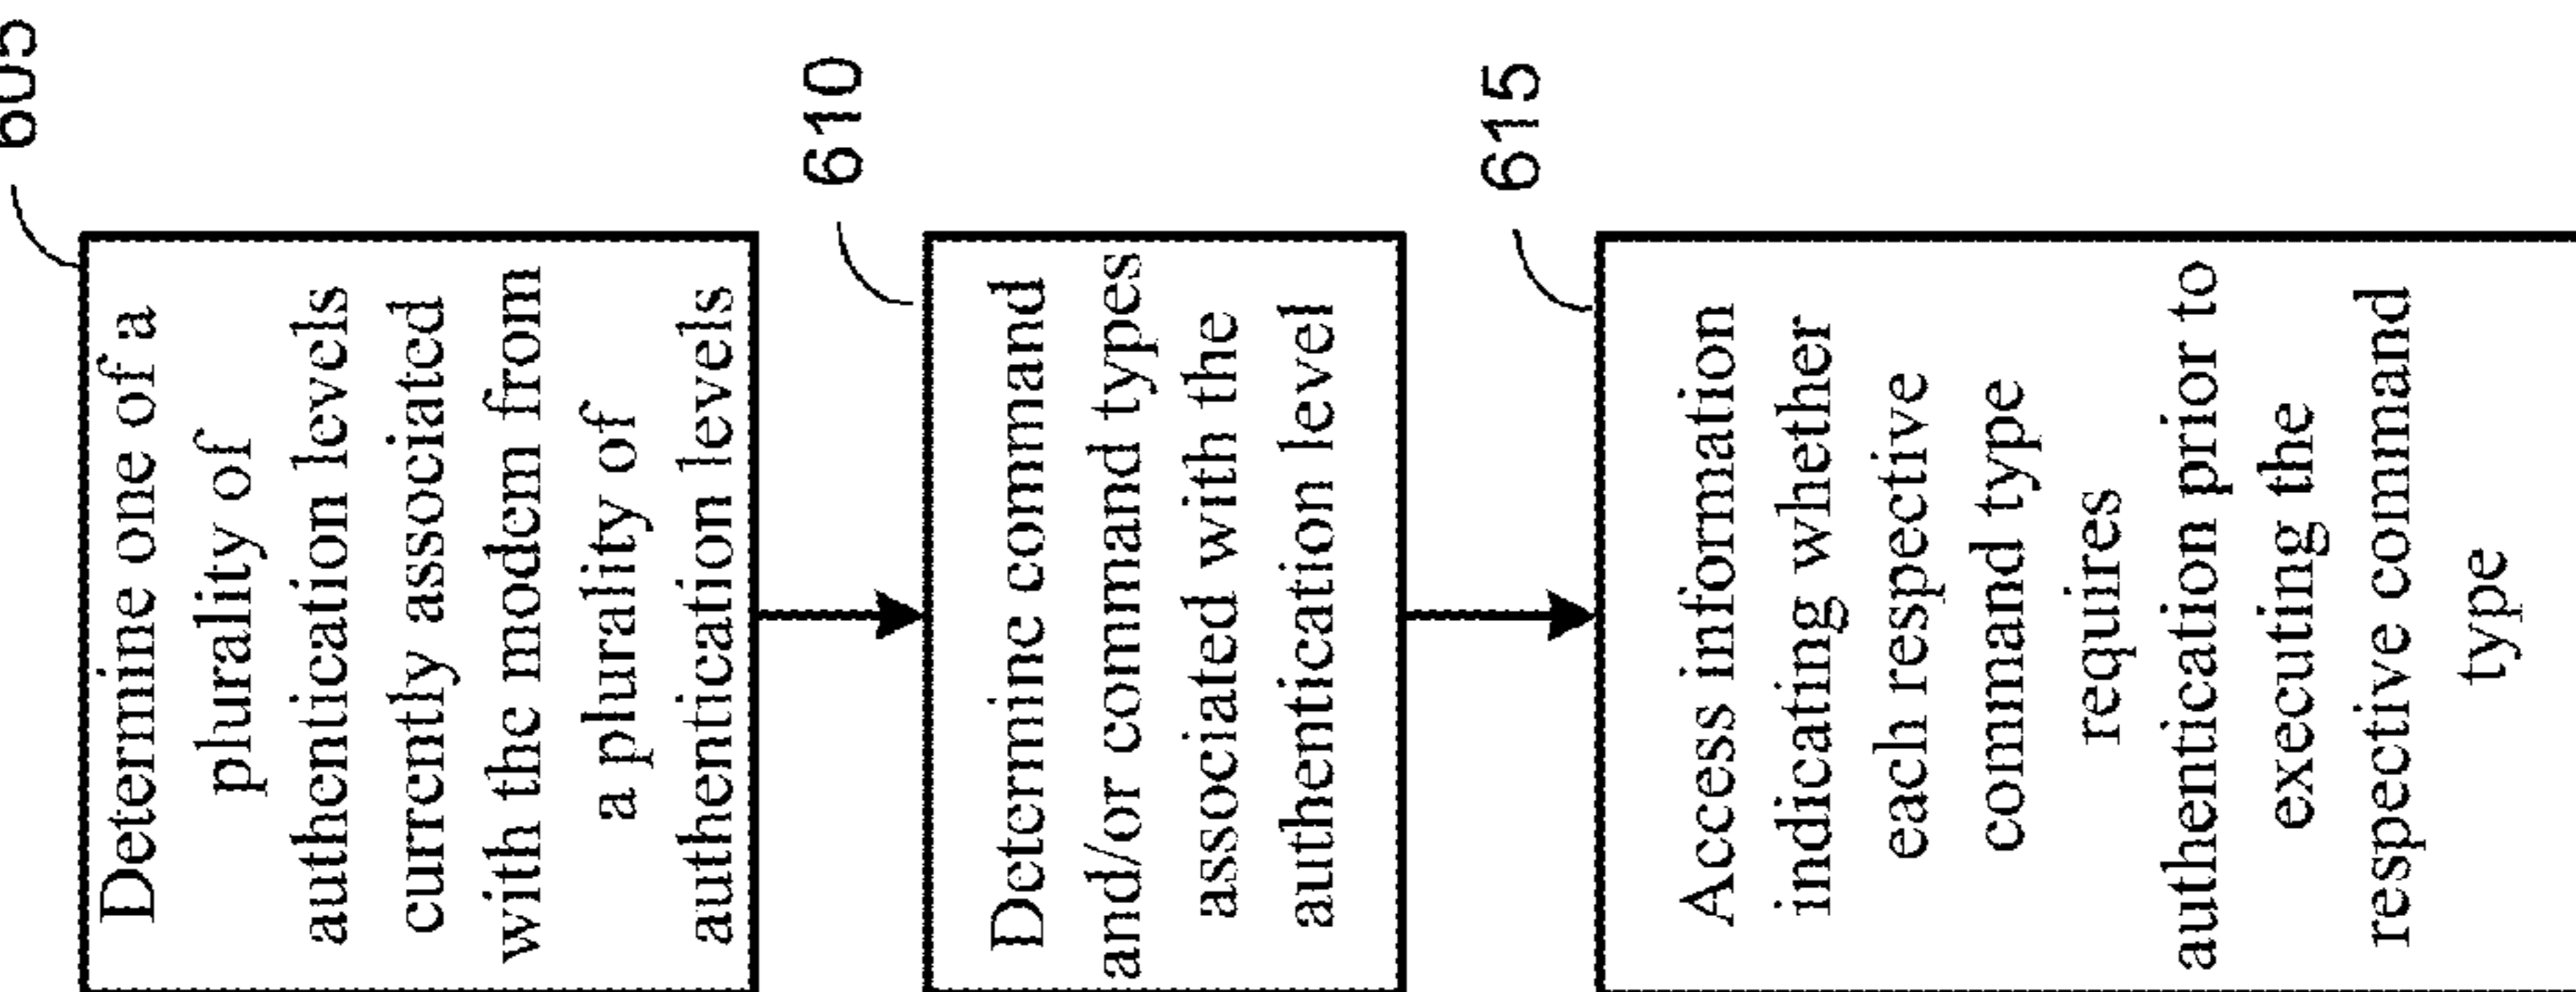 605
Determine one of a
plurality of
authentication levels
currently associated
with the modem from
a plurality of
authentication levels
610
Determine command
and/or command types
associated with the
authentication level
615
Access information
indicating whether
each respective
command type
requires
authentication prior to
executing the
respective command
type